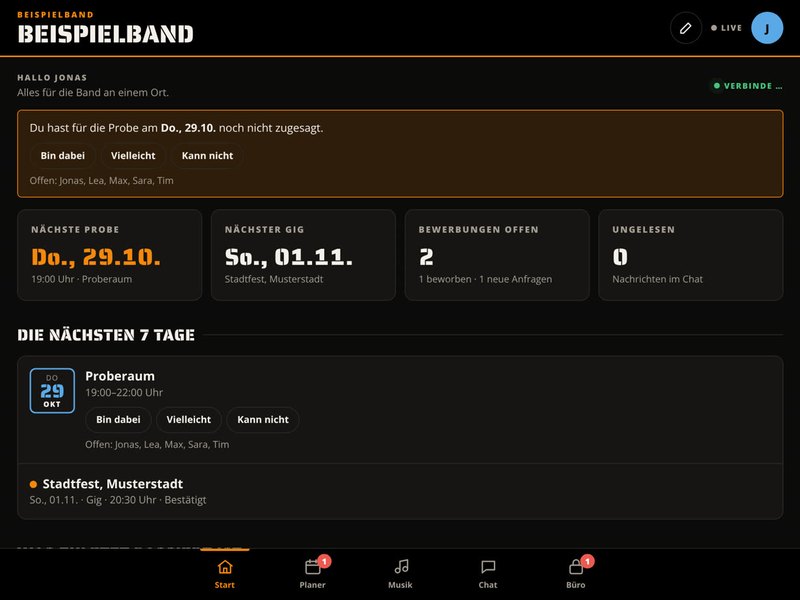 BEISPIELBAND
BEISPIELBAND
LIVE
J
HALLO JONAS
Alles für die Band an einem Ort.
VERBINDE ...
Du hast für die Probe am Do., 29.10. noch nicht zugesagt.
Bin dabei Vielleicht Kann nicht
Offen: Jonas, Lea, Max, Sara, Tim
NÄCHSTE PROBE
Do., 29.10.
19:00 Uhr · Proberaum
NÄCHSTER GIG
So., 01.11.
Stadtfest, Musterstadt
BEWERBUNGEN OFFEN
2
1 beworben · 1 neue Anfragen
UNGELESEN
0
Nachrichten im Chat
DIE NÄCHSTEN 7 TAGE
DO
29
OKT
Proberaum
19:00–22:00 Uhr
Bin dabei Vielleicht Kann nicht
Offen: Jonas, Lea, Max, Sara, Tim
Stadtfest, Musterstadt
So., 01.11. · Gig · 20:30 Uhr · Bestätigt
Start
1
Planer
Musik
Chat
1
Büro